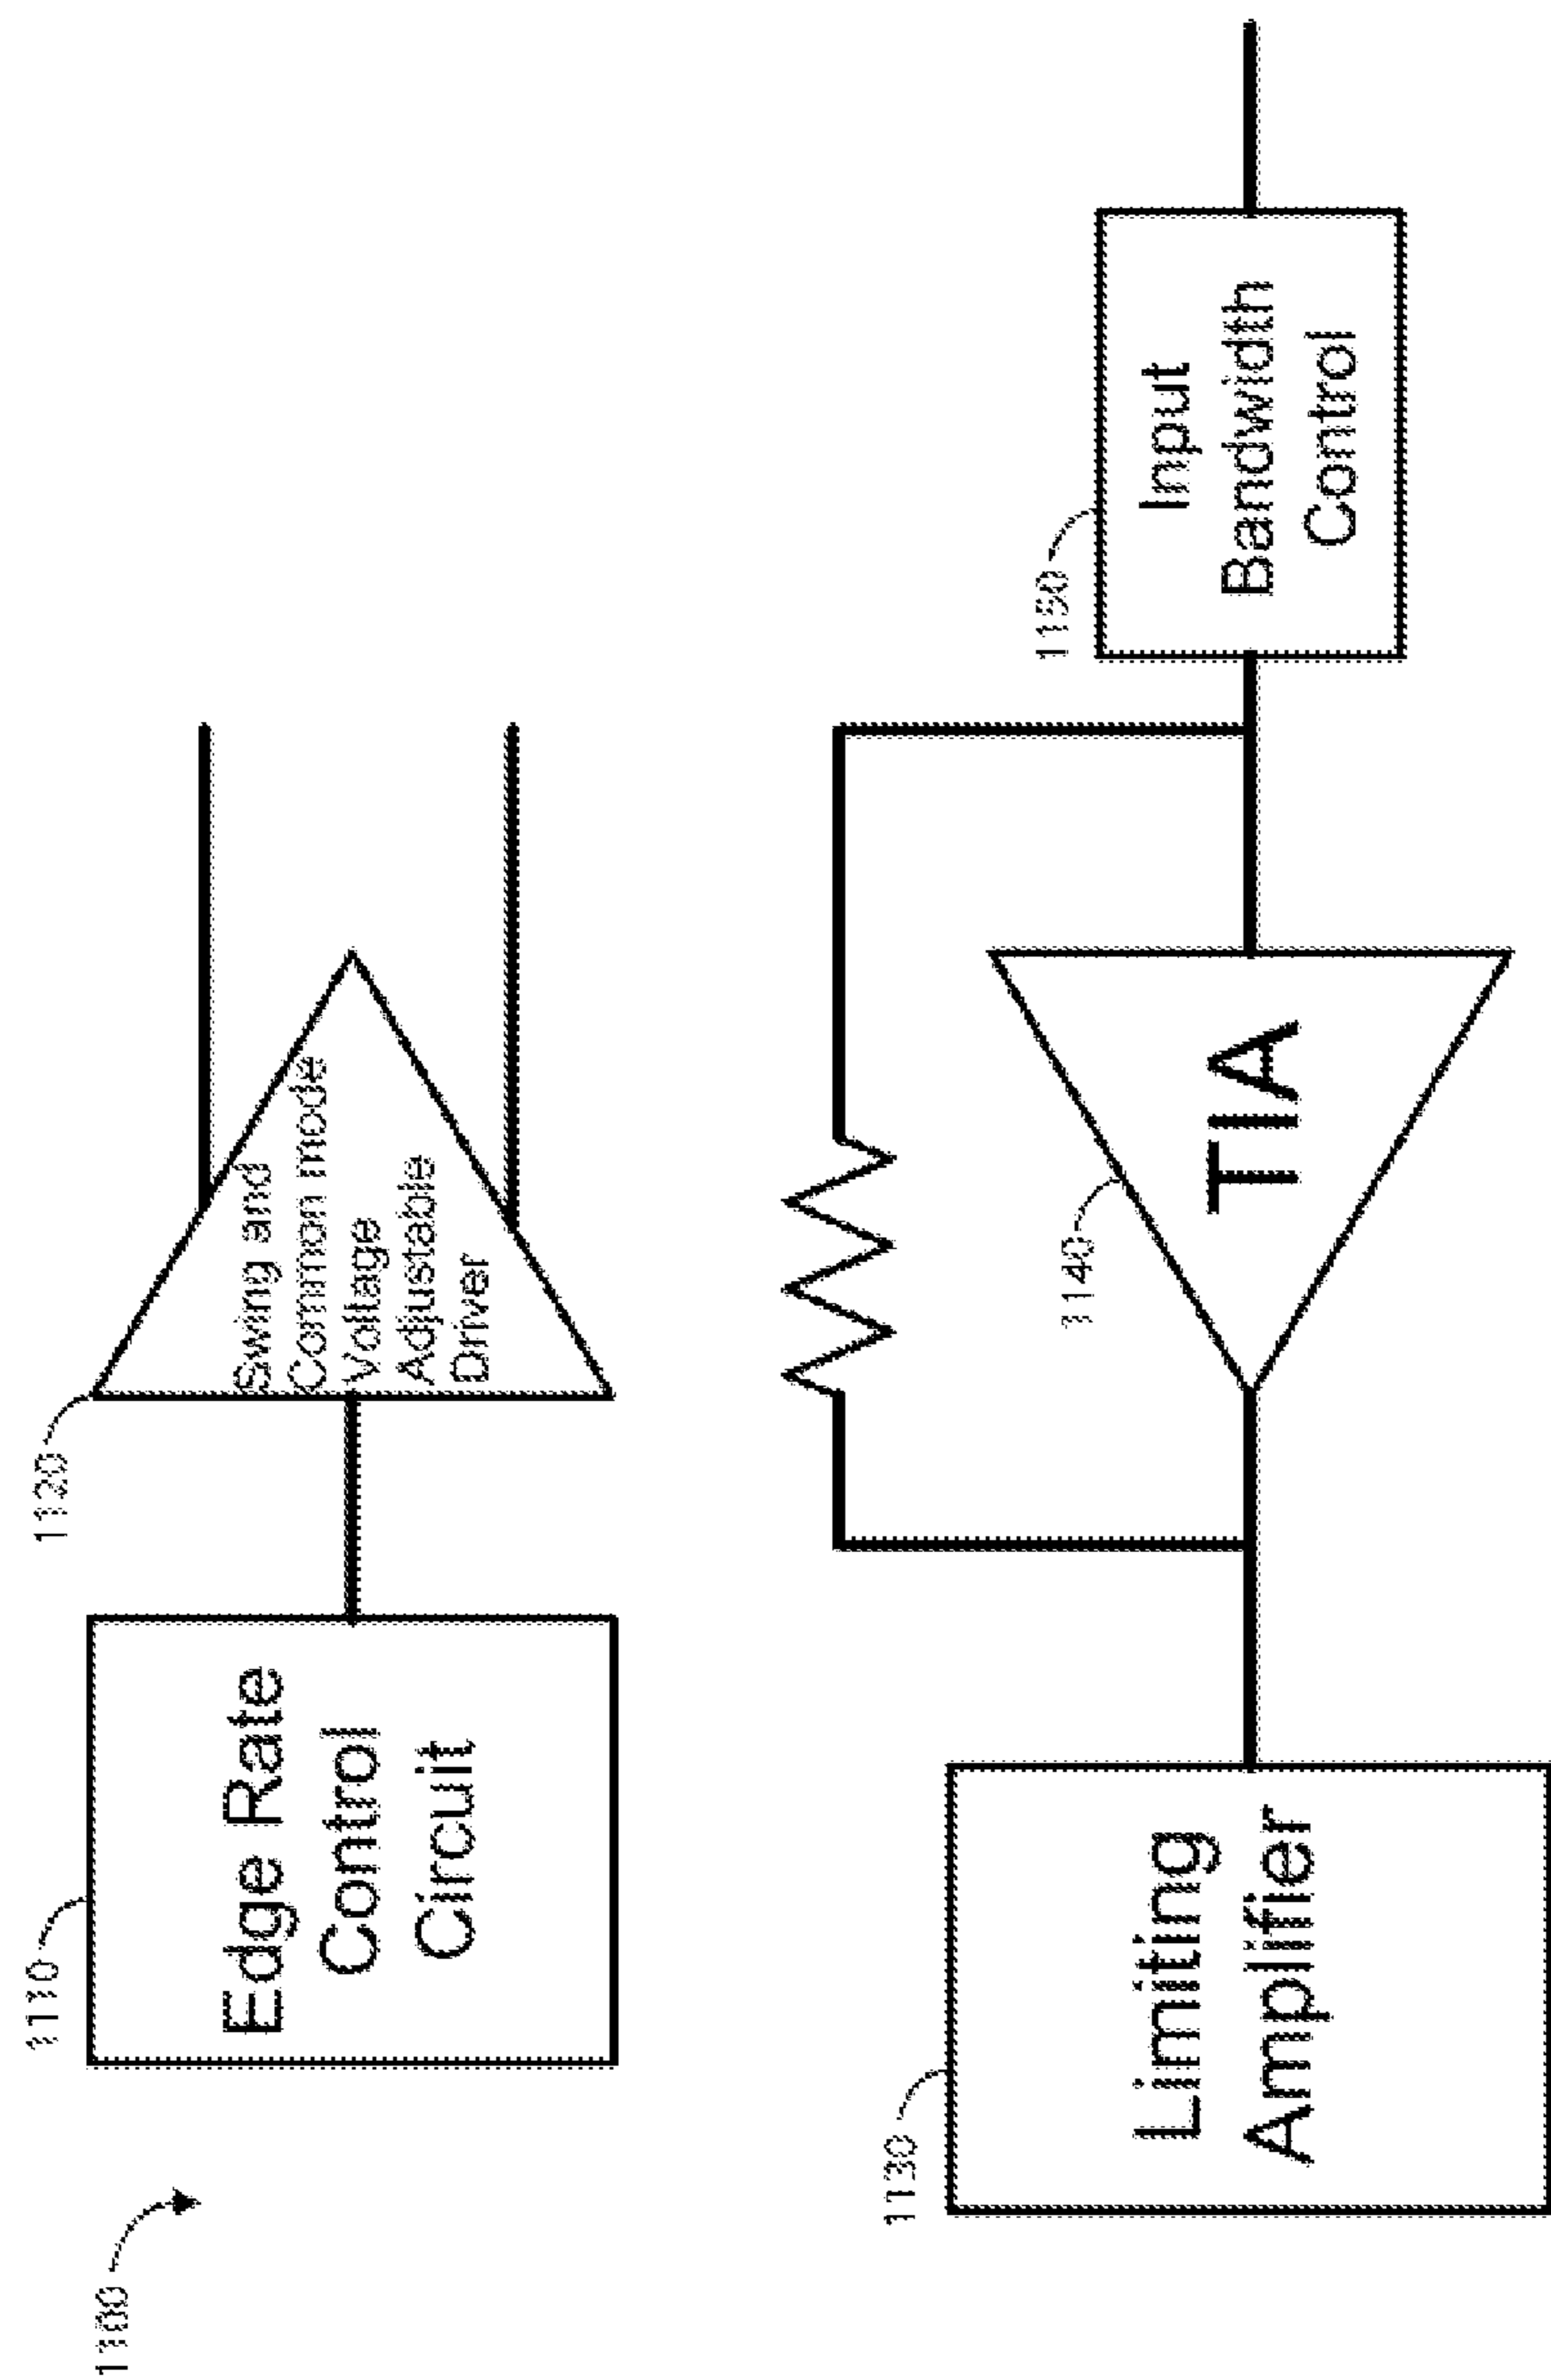 1100
1110
Edge Rate
Control
Circuit
1120
Swing and
Common mode
Voltage
Adjustable
Driver
1130
Limiting
Amplifier
1140
TIA
1150
Input
Bandwidth
Control